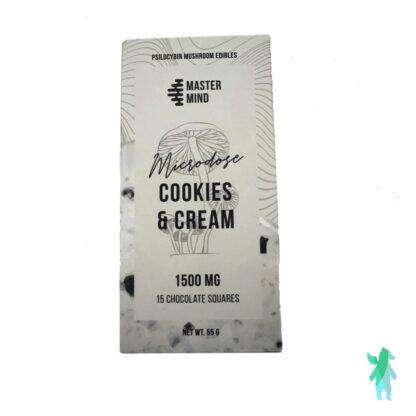 PSILOCYBIN MUSHROOM EDIBLES
MASTER
MIND
Microdose
COOKIES
& CREAM
1500 MG
15 CHOCOLATE SQUARES
NET WT. 55 G